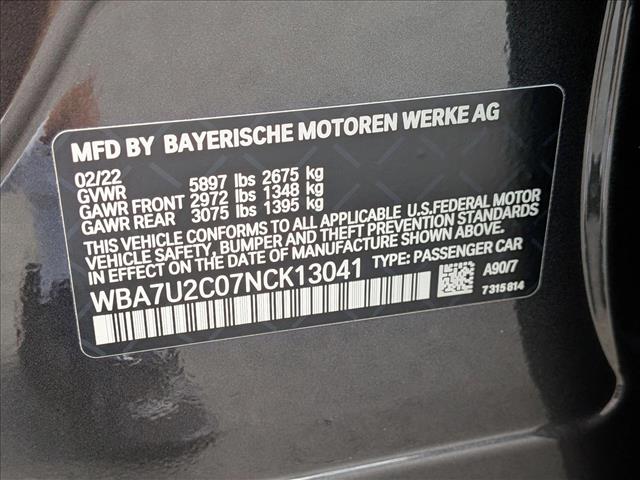 MFD BY BAYERISCHE MOTOREN WERKE AG
02/22
GVWR 5897 lbs 2675 kg
GAWR FRONT 2972 lbs 1348 kg
GAWR REAR 3075 lbs 1395 kg
THIS VEHICLE CONFORMS TO ALL APPLICABLE U.S.FEDERAL MOTOR
VEHICLE SAFETY, BUMPER AND THEFT PREVENTION STANDARDS
IN EFFECT ON THE DATE OF MANUFACTURE SHOWN ABOVE.
WBA7U2C07NCK13041 TYPE: PASSENGER CAR
A90/7
7315814